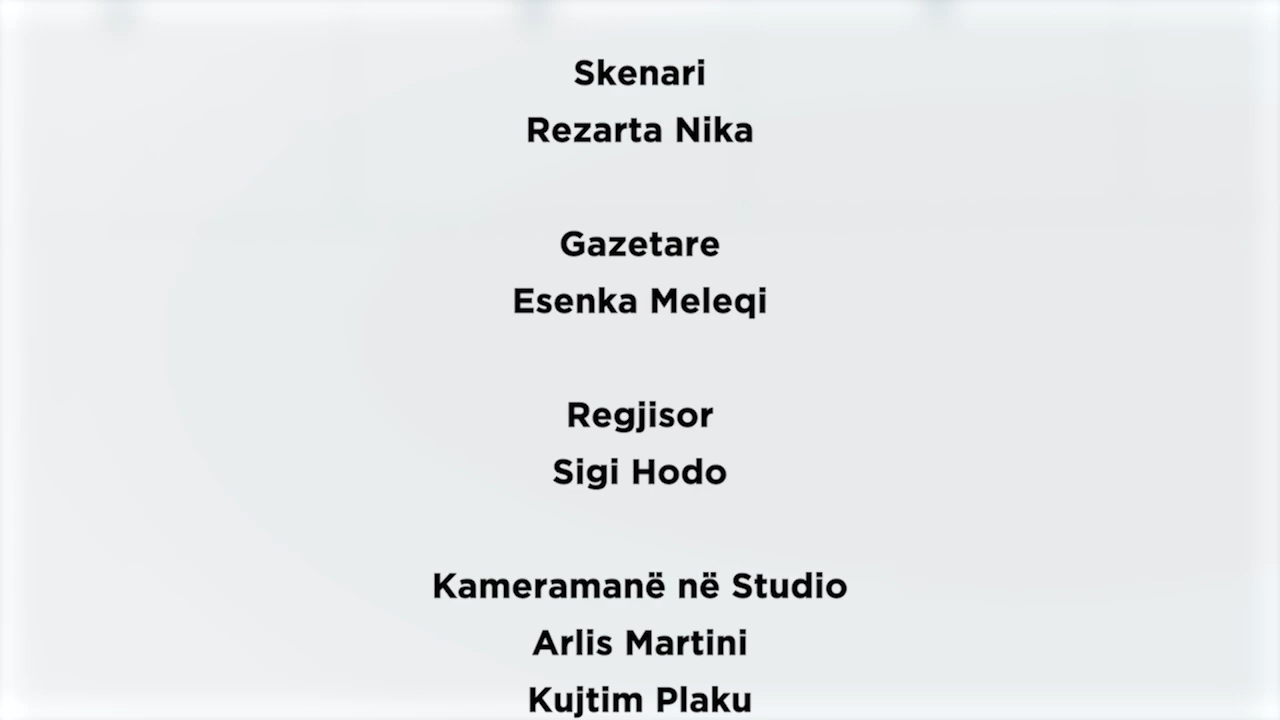 Skenari
Rezarta Nika
Gazetare
Esenka Meleqi
Regjisor
Sigi Hodo
Kameramanë në Studio
Arlis Martini
Kujtim Plaku